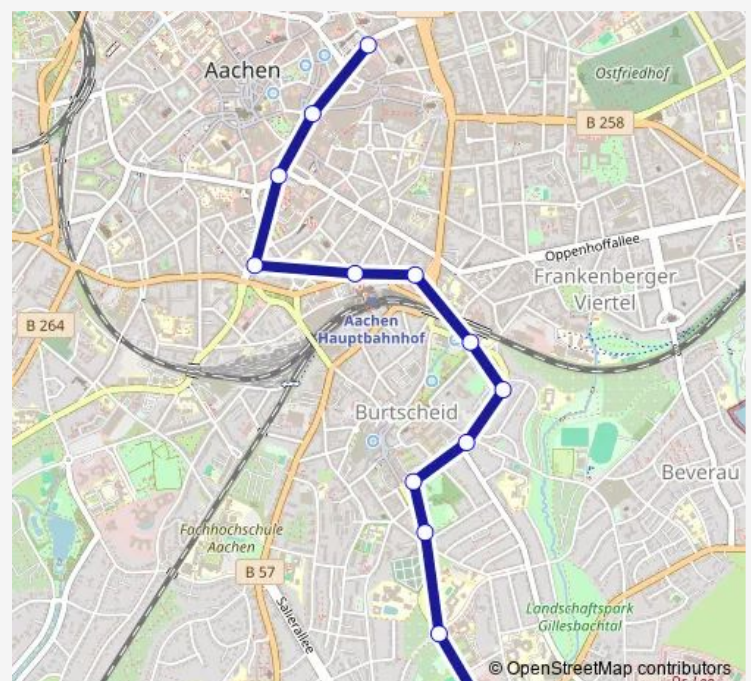 Aachen
Ostfriedhof
B 258
Oppenhoffallee
Frankenberger
Viertel
B 264
Aachen
Hauptbahnhof
Burtscheid
Beverau
Fachhochschule
Aachen
B 57
Salierallee
Landschaftspark
Gillesbachtal
© OpenStreetMap contributors